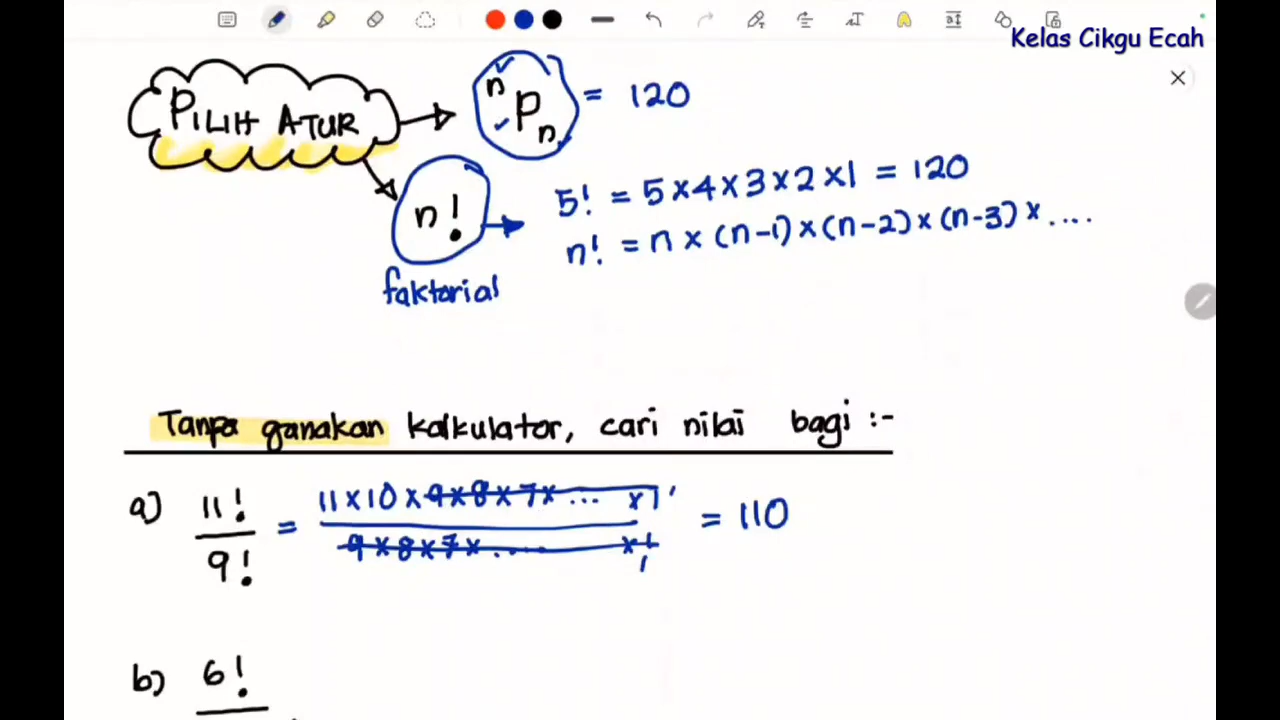 Kelas Cikgu Ecah
PILIH ATUR
nPn = 120
n!
faktorial
5! = 5 × 4 × 3 × 2 × 1 = 120
n! = n × (n-1) × (n-2) × (n-3) × ....
Tanpa gunakan kalkulator, cari nilai bagi :-
a) 11!/9! = 11 × 10 × 9 × 8 × 7 × ... × 1 / 9 × 8 × 7 × .... × 1 = 110
b) 6!